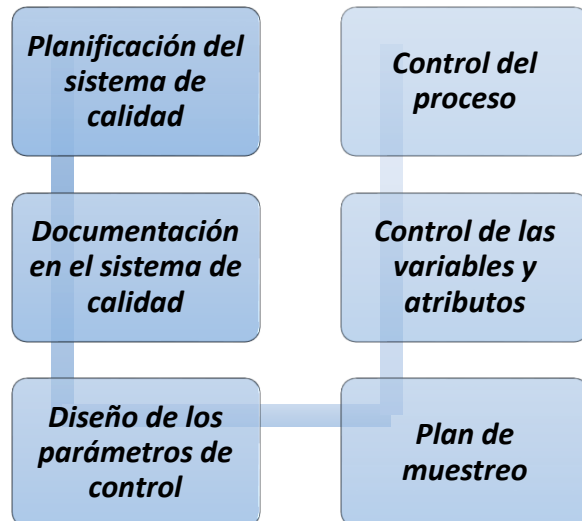 Planificación del
sistema de
calidad
Documentación
en el sistema de
calidad
Diseño de los
parámetros de
control
Plan de
muestreo
Control de las
variables y
atributos
Control del
proceso